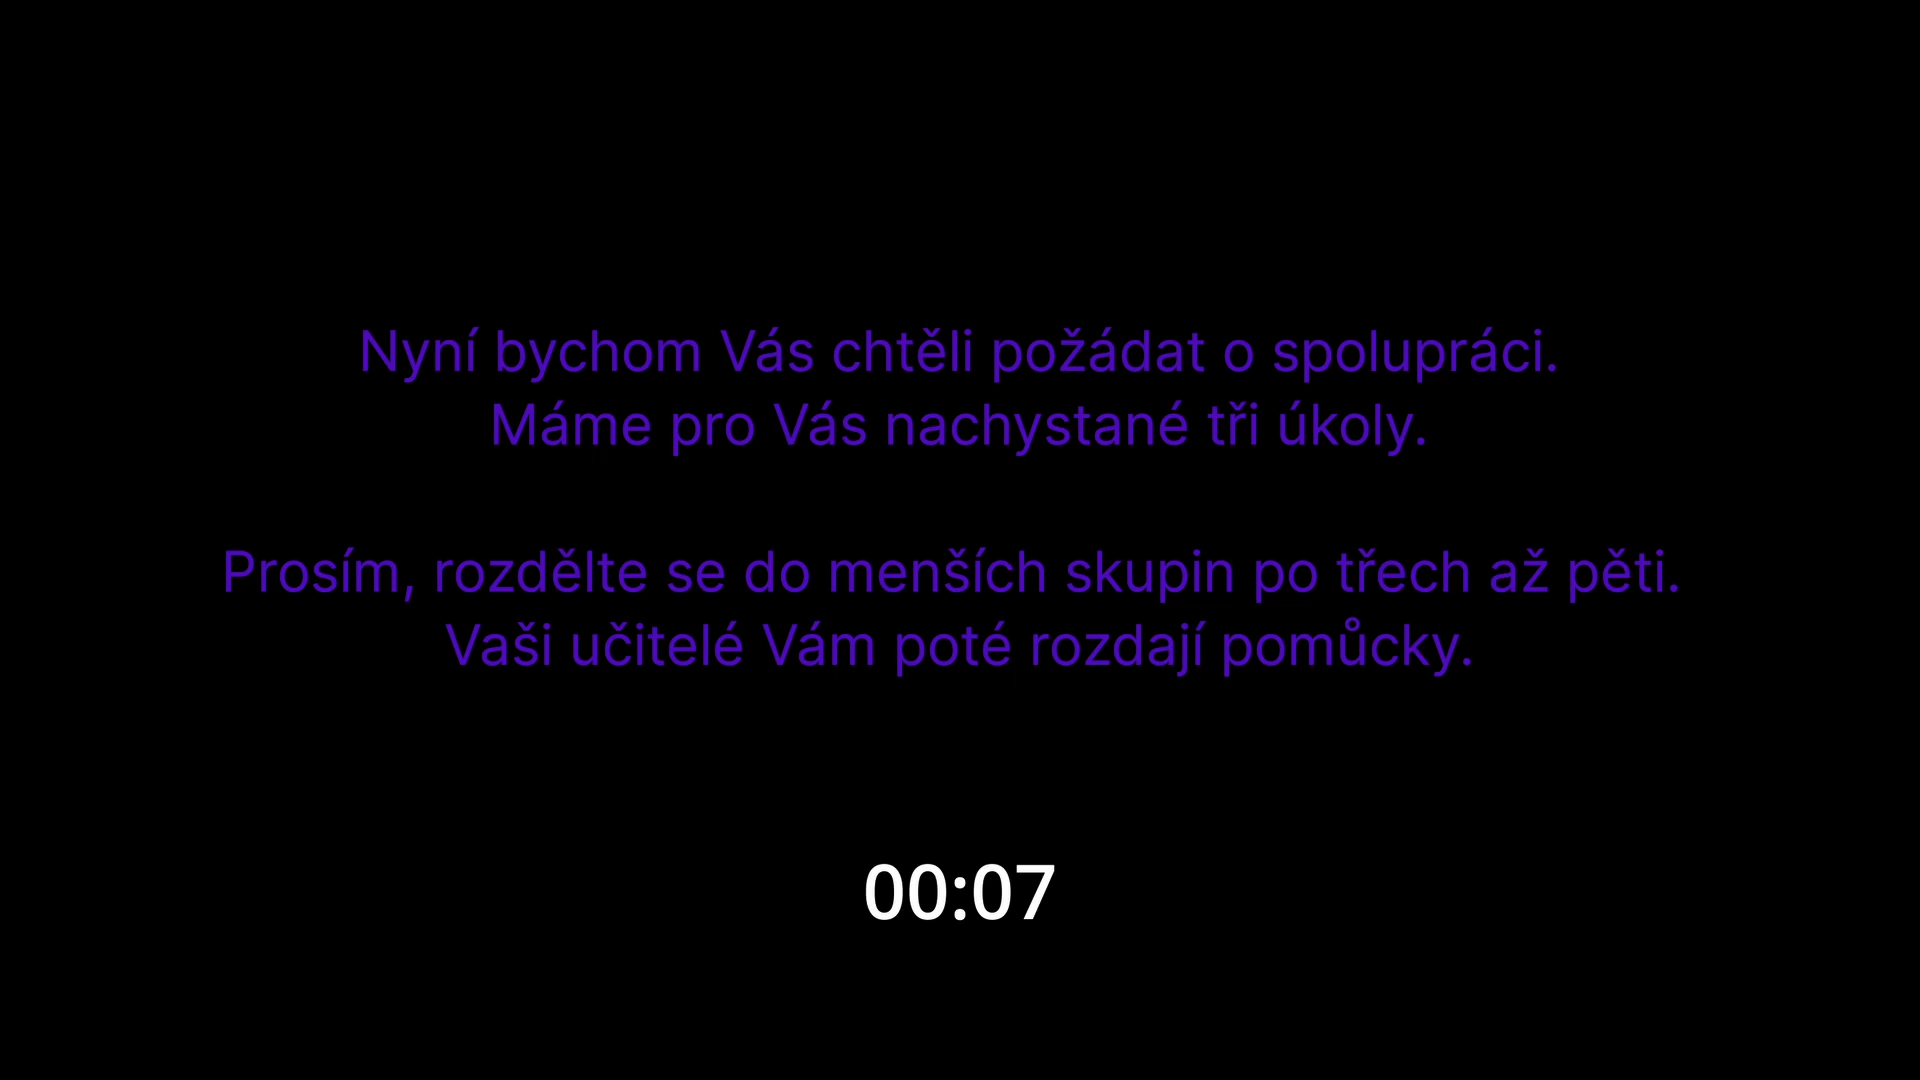 Nyní bychom Vás chtěli požádat o spolupráci.
Máme pro Vás nachystané tři úkoly.
Prosím, rozdělte se do menších skupin po třech až pěti.
Vaši učitelé Vám poté rozdají pomůcky.
00:07